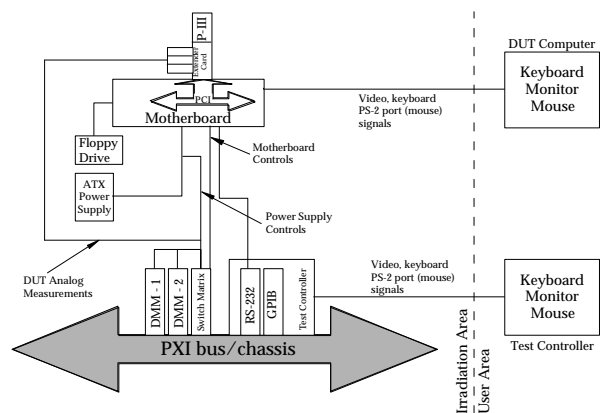 P-III
Extender
Card
PCI
Motherboard
Floppy
Drive
ATX
Power
Supply
Motherboard
Controls
Power Supply
Controls
DUT Analog
Measurements
DMM - 1
DMM - 2
Switch Matrix
RS-232
GPIB
Test Controller
PXI bus/chassis
Video, keyboard
PS-2 port (mouse)
signals
Video, keyboard
PS-2 port (mouse)
signals
Irradiation Area
User Area
DUT Computer
Keyboard
Monitor
Mouse
Keyboard
Monitor
Mouse
Test Controller